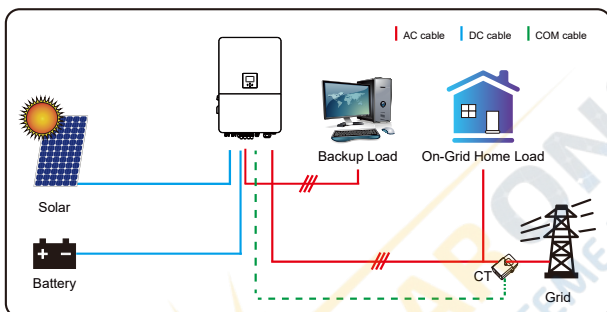 AC cable
DC cable
COM cable
Backup Load
On-Grid Home Load
Solar
CT
Battery
Grid